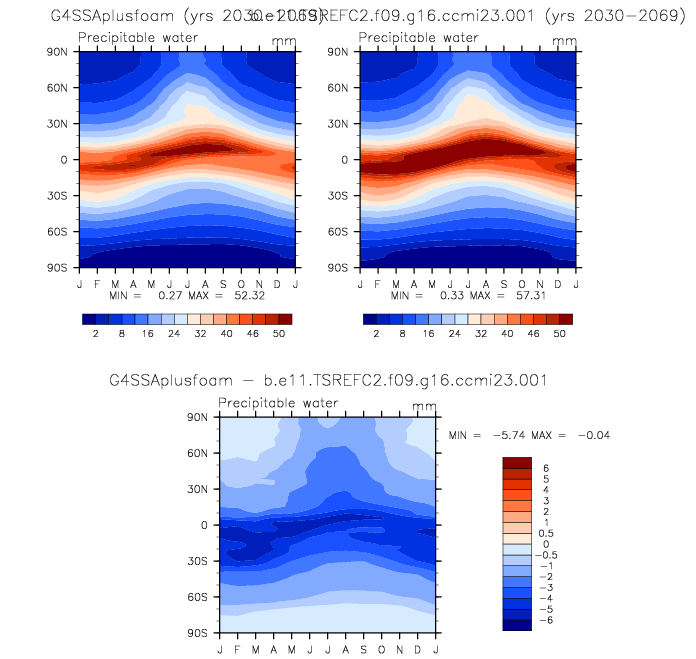 G4SSAplusfoam (yrs 2030−2069)
b.e11.TSREFC2.f09.g16.ccmi23.001 (yrs 2030−2069)
Precipitable water mm
Precipitable water mm
90N
60N
30N
0
30S
60S
90S
J F M A M J J A S O N D J
MIN = 0.27 MAX = 52.32
2 8 16 24 32 40 46 50
90N
60N
30N
0
30S
60S
90S
J F M A M J J A S O N D J
MIN = 0.33 MAX = 57.31
2 8 16 24 32 40 46 50
G4SSAplusfoam − b.e11.TSREFC2.f09.g16.ccmi23.001
Precipitable water mm
90N
60N
30N
0
30S
60S
90S
J F M A M J J A S O N D J
MIN = −5.74 MAX = −0.04
6
5
4
3
2
1
0.5
0
−0.5
−1
−2
−3
−4
−5
−6